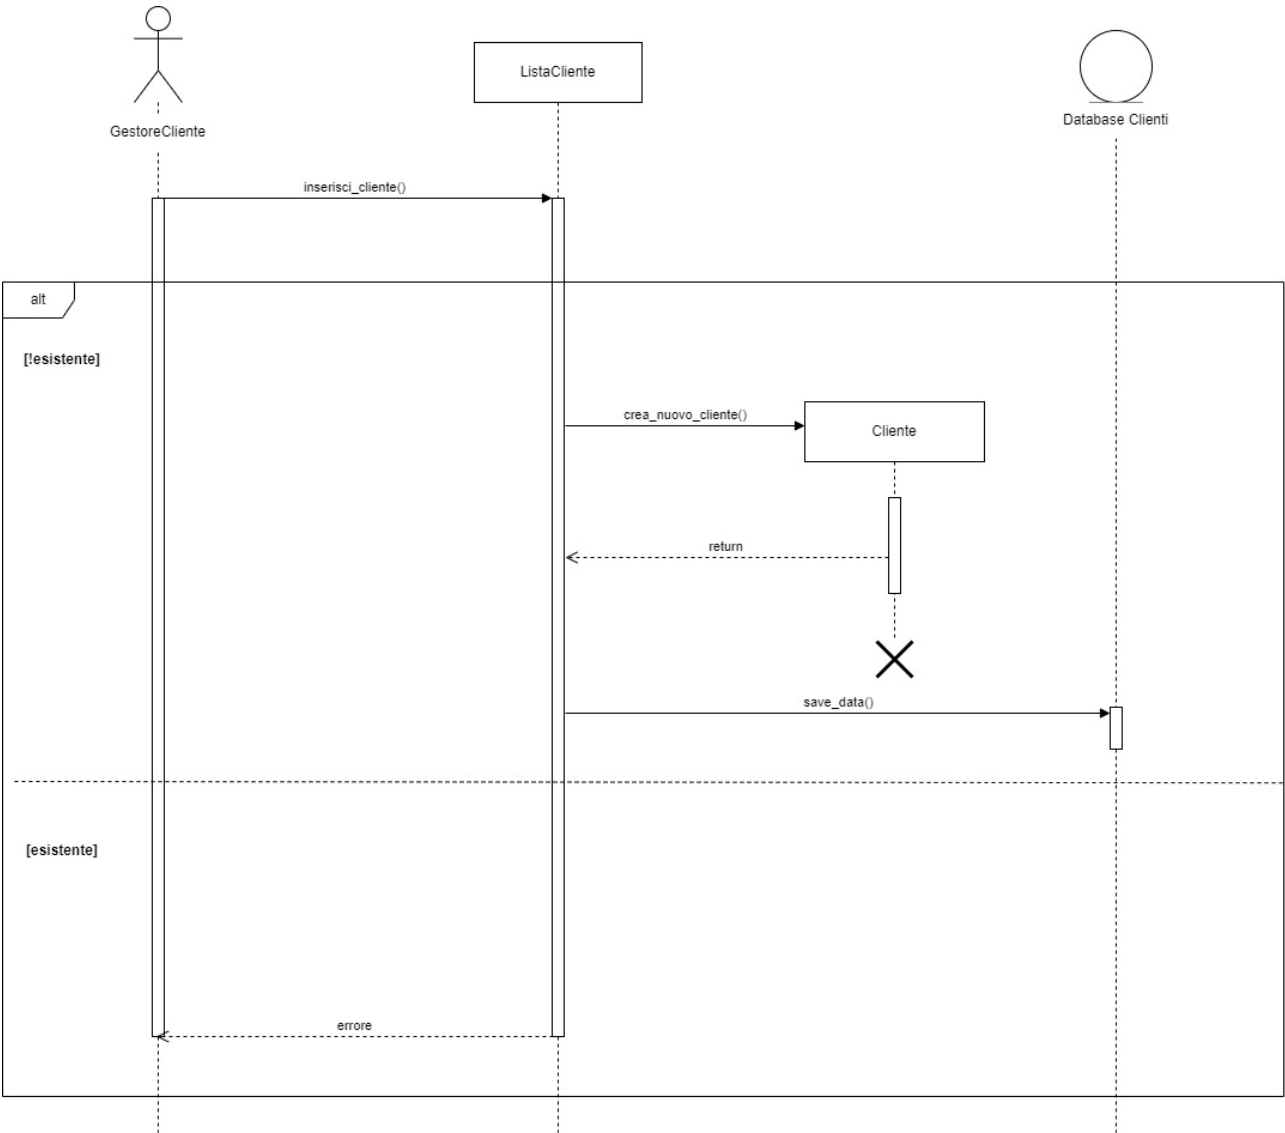 GestoreCliente
ListaCliente
Database Clienti
inserisci_cliente()
alt
[!esistente]
crea_nuovo_cliente()
Cliente
return
save_data()
[esistente]
errore